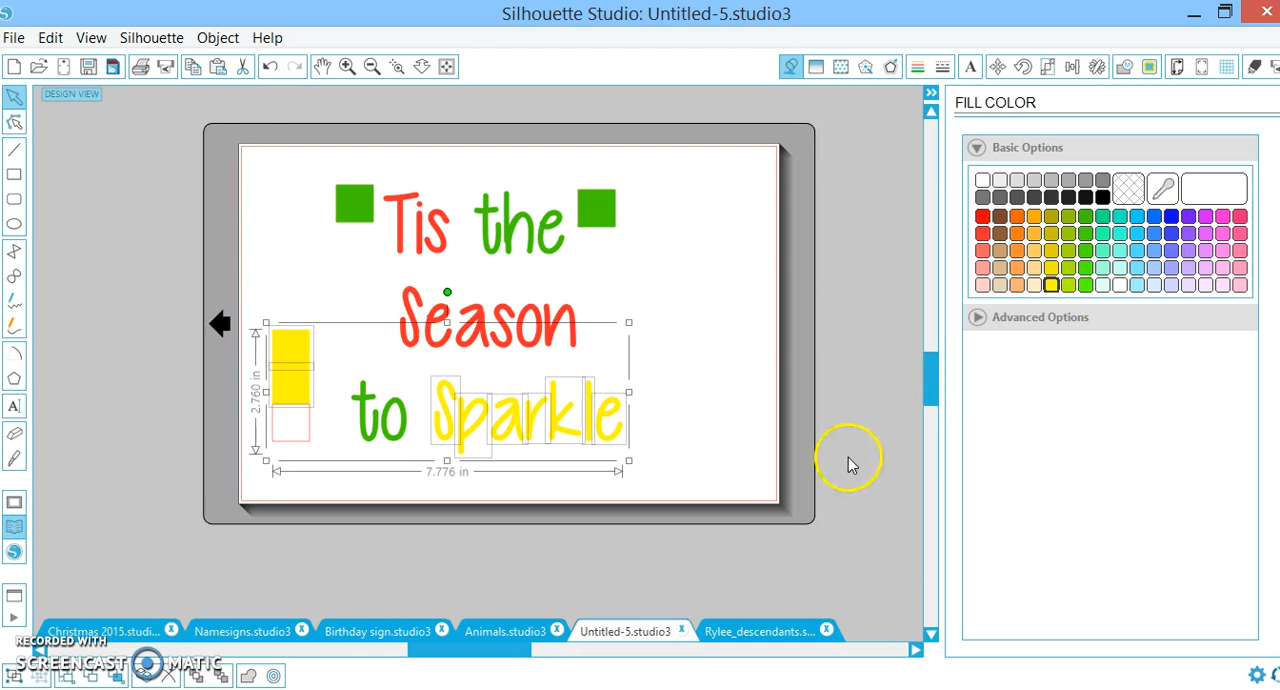 Silhouette Studio: Untitled-5.studio3
File Edit View Silhouette Object Help
DESIGN VIEW
FILL COLOR
Basic Options
Advanced Options
Tis the
Season
to Sparkle
2.760 in
7.776 in
Christmas 2015.studi... Namesigns.studio3 Birthday sign.studio3 Animals.studio3 Untitled-5.studio3 Rylee_descendants.s...
RECORDED WITH
SCREENCAST MATIC